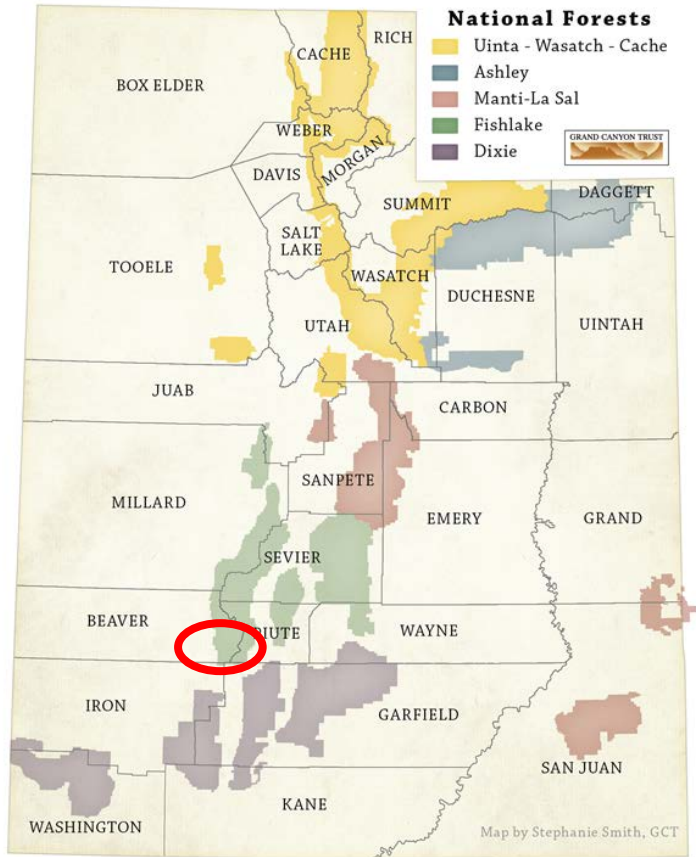 National Forests
Uinta - Wasatch - Cache
Ashley
Manti-La Sal
Fishlake
Dixie
GRAND CANYON TRUST
RICH
CACHE
BOX ELDER
WEBER
MORGAN
DAVIS
DAGGETT
SUMMIT
SALT
LAKE
TOOELE
WASATCH
DUCHESNE
UINTAH
UTAH
JUAB
CARBON
SANPETE
MILLARD
EMERY
GRAND
SEVIER
BEAVER
PIUTE
WAYNE
IRON
GARFIELD
SAN JUAN
KANE
WASHINGTON
Map by Stephanie Smith, GCT